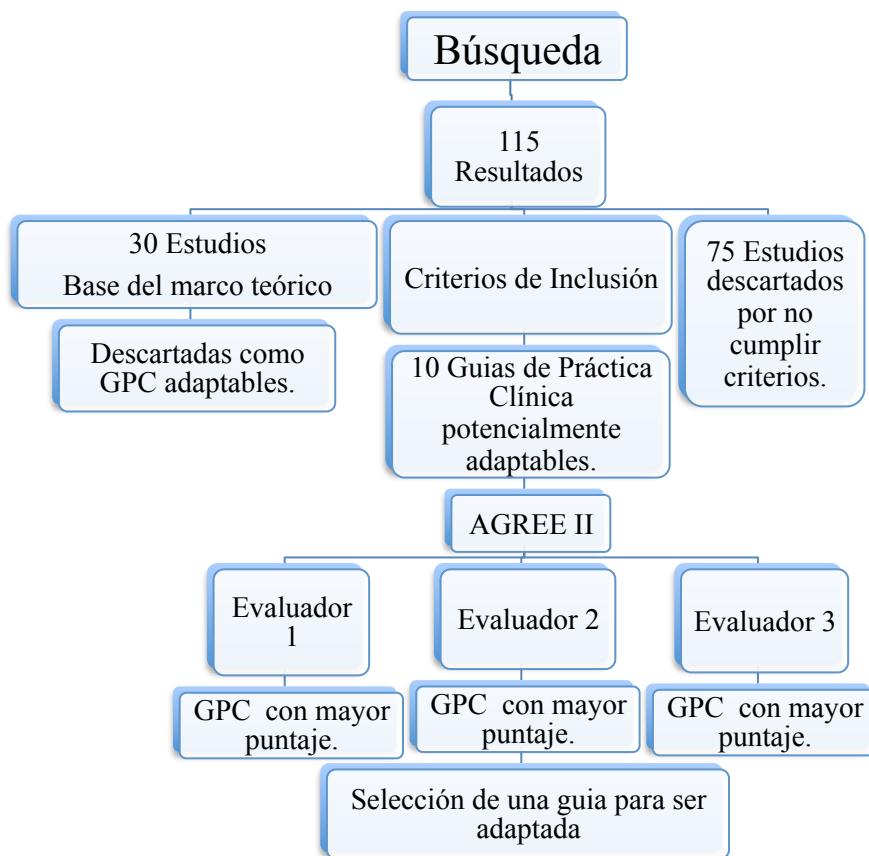 Búsqueda
115
Resultados
30 Estudios
Base del marco teórico
Descartadas como
GPC adaptables.
Criterios de Inclusión
10 Guias de Práctica
Clínica
potencialmente
adaptables.
75 Estudios
descartados
por no
cumplir
criterios.
AGREE II
Evaluador
1
GPC con mayor
puntaje.
Evaluador 2
GPC con mayor
puntaje.
Evaluador 3
GPC con mayor
puntaje.
Selección de una guia para ser
adaptada